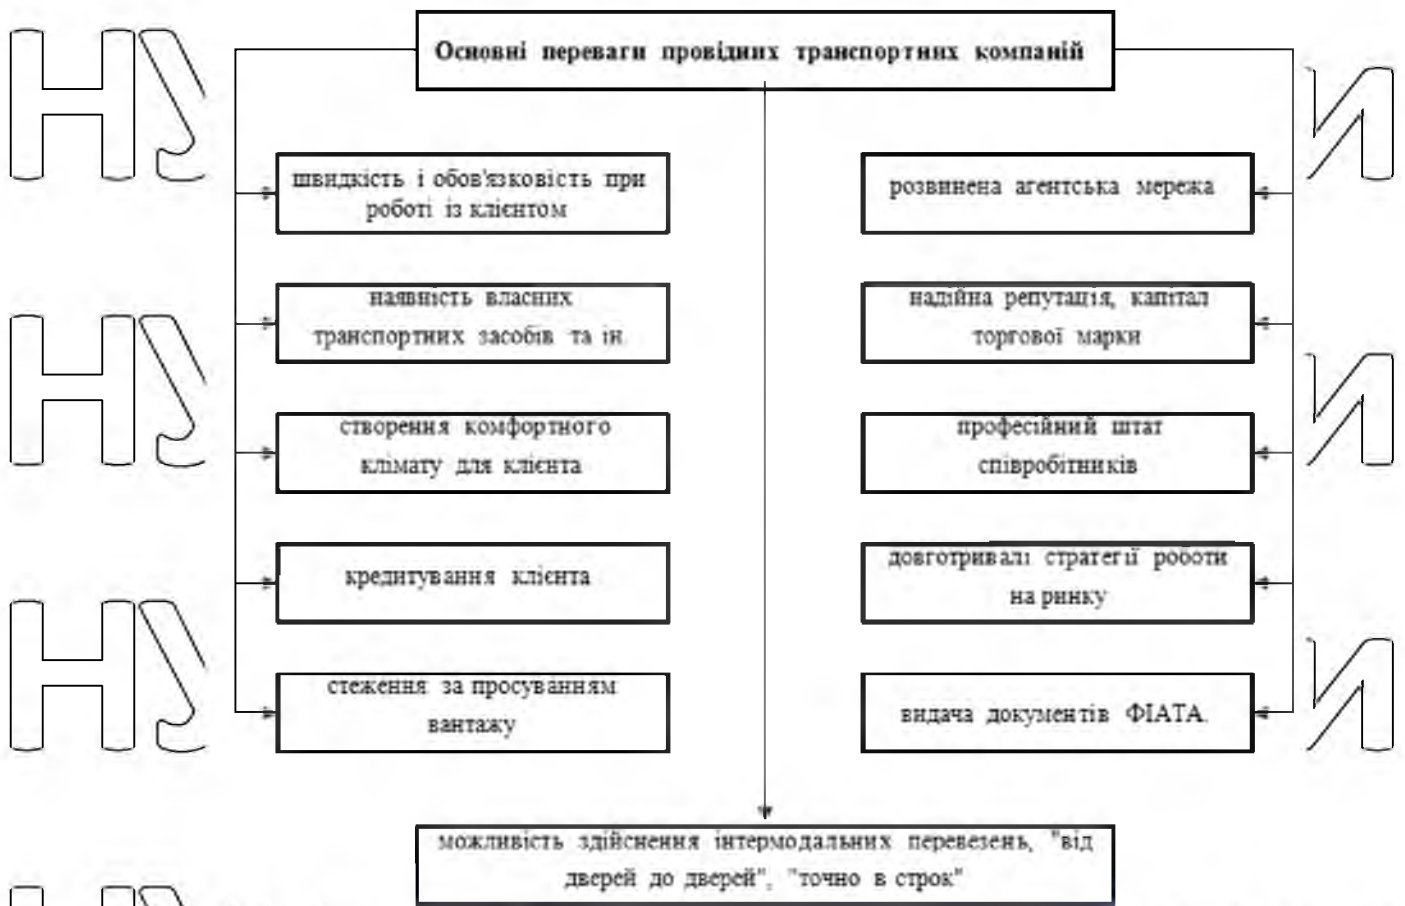 Основні переваги провідних транспортних компаній
швидкість і обов'язковість при
роботі із клієнтом
наявність власних
транспортних засобів та ін.
створення комфортного
клімату для клієнта
кредитування клієнта
стеження за просуванням
вантажу
розвинена агентська мережа
надійна репутація, капітал
торгової марки
професійний штат
співробітників
довготривалі стратегії роботи
на ринку
видача документів ФІАТА.
можливість здійснення інтермодальних перевезень, "від
дверей до дверей", "точно в строк"
НУ
И
НУ
И
НУ
И